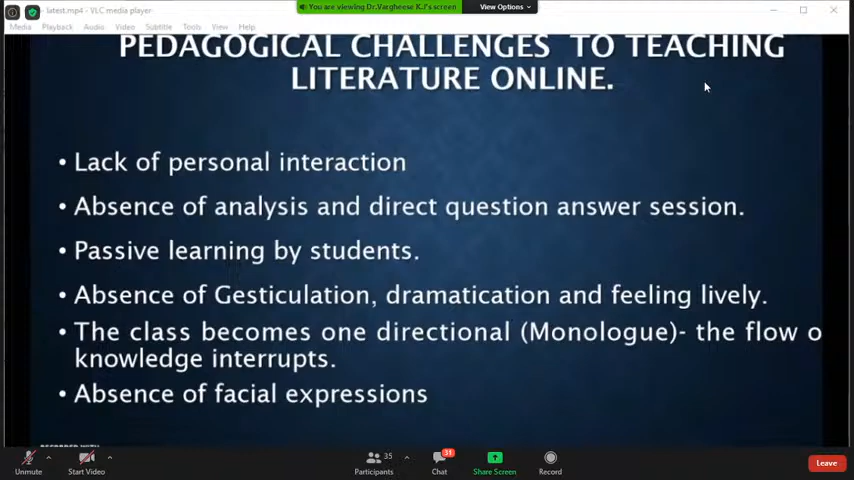 latest.mp4 - VLC media player
You are viewing Dr.Vargheese K.J's screen
View Options
Media Playback Audio Video Subtitle Tools View Help
PEDAGOGICAL CHALLENGES TO TEACHING
LITERATURE ONLINE.
• Lack of personal interaction
• Absence of analysis and direct question answer session.
• Passive learning by students.
• Absence of Gesticulation, dramatication and feeling lively.
• The class becomes one directional (Monologue)- the flow o
knowledge interrupts.
• Absence of facial expressions
RECORDED WITH
35
31
Unmute Start Video Participants Chat Share Screen Record Leave